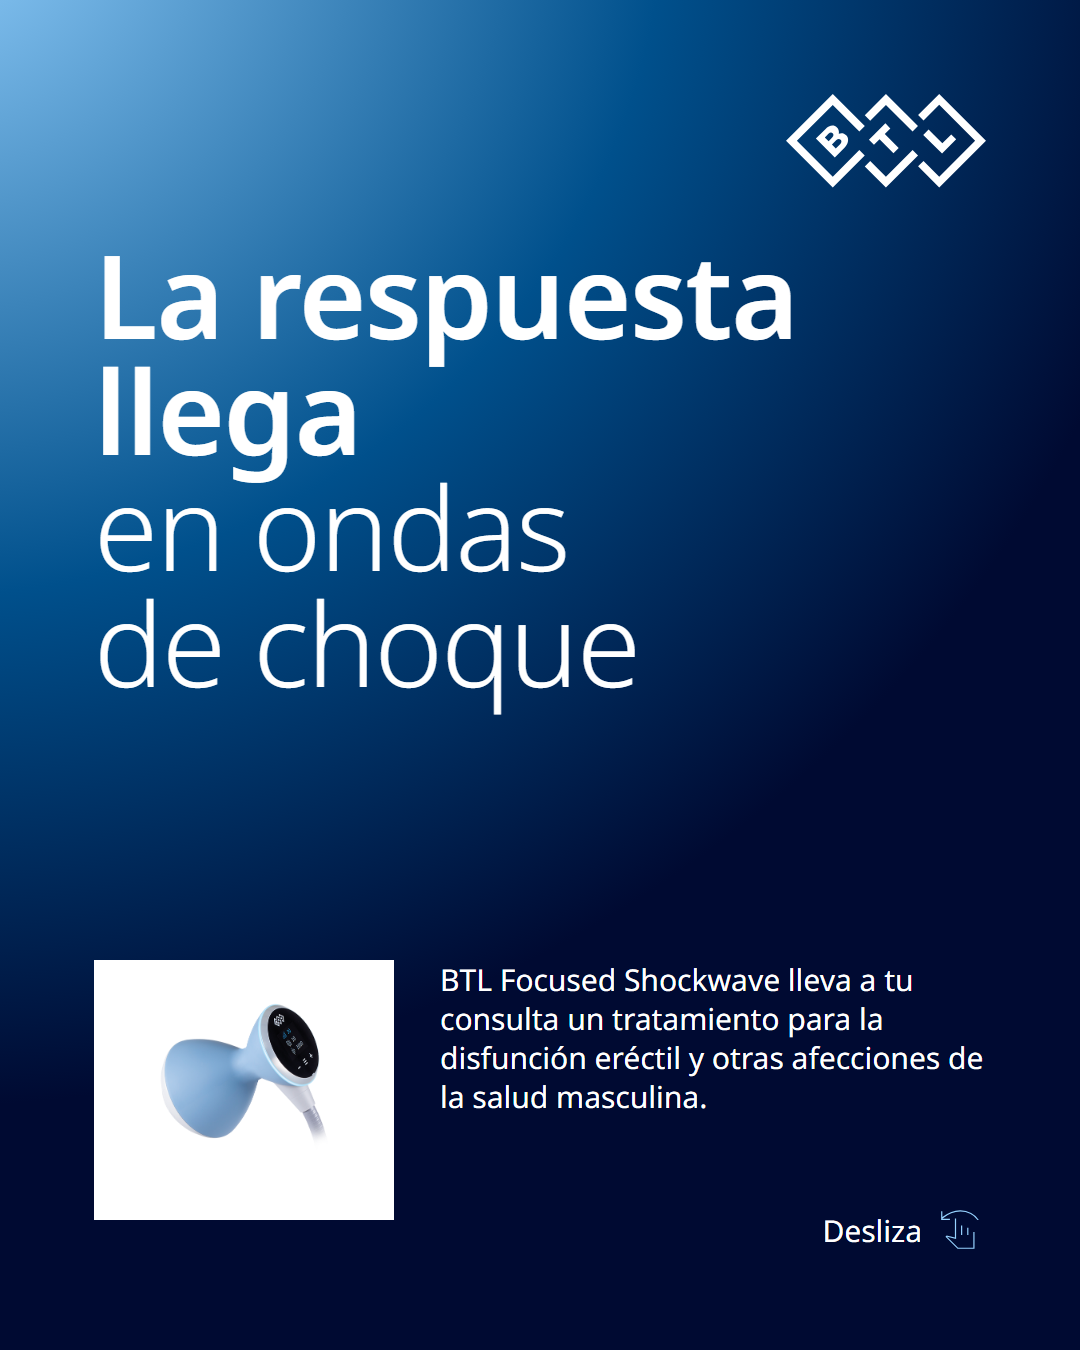 BTL
La respuesta
llega
en ondas
de choque
BTL Focused Shockwave lleva a tu
consulta un tratamiento para la
disfunción eréctil y otras afecciones de
la salud masculina.
Desliza